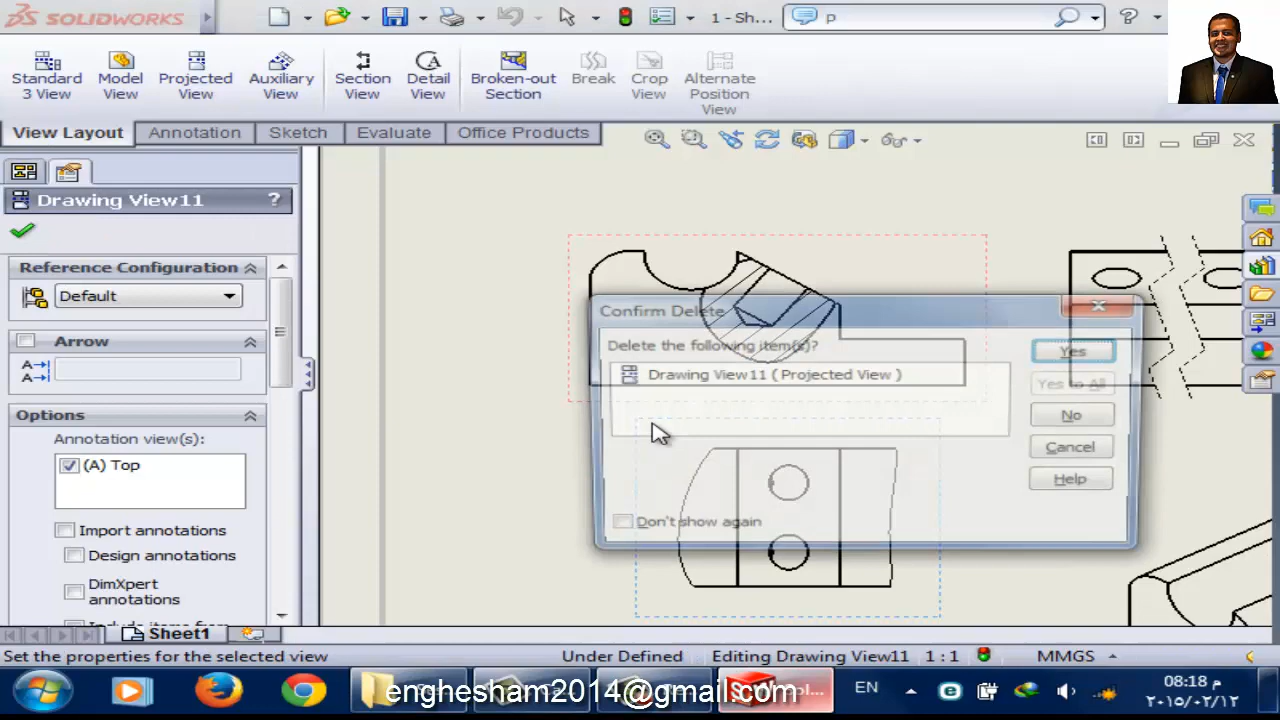 SOLIDWORKS
1 - Sh...
p
?
Standard
3 View
Model
View
Projected
View
Auxiliary
View
Section
View
Detail
View
Broken-out
Section
Break
Crop
View
Alternate
Position
View
View Layout
Annotation
Sketch
Evaluate
Office Products
Drawing View11
?
Reference Configuration
Default
Arrow
Options
Annotation view(s):
(A) Top
Import annotations
Design annotations
DimXpert
annotations
Include items from
Confirm Delete
Delete the following item(s)?
Drawing View11 ( Projected View )
Yes
Yes to All
No
Cancel
Help
Don't show again
Sheet1
Set the properties for the selected view
Under Defined
Editing Drawing View11
1 : 1
MMGS
enghesham2014@gmail.com
EN
08:18 م
٢٠١٥/٠٢/١٢